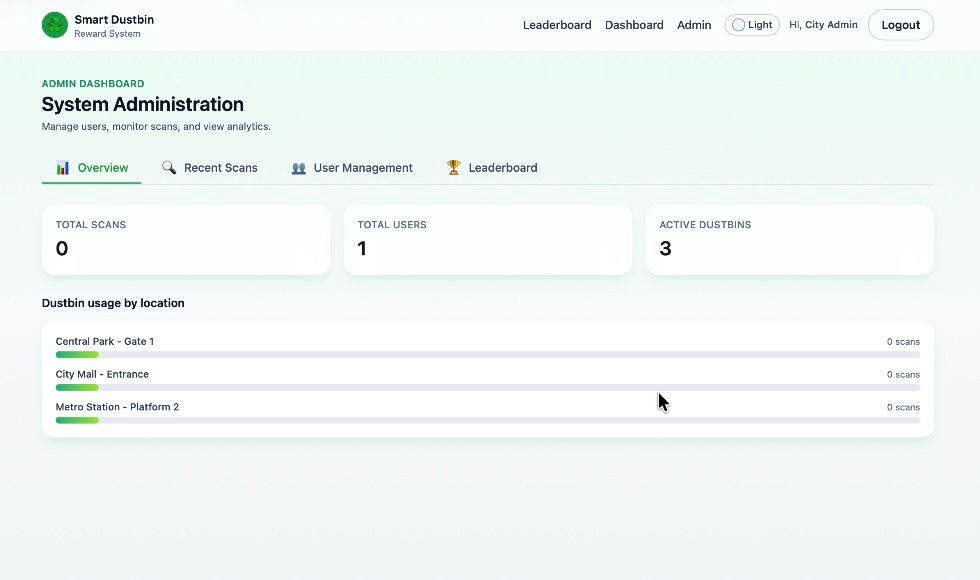 Smart Dustbin
Reward System
Leaderboard Dashboard Admin Light Hi, City Admin Logout
ADMIN DASHBOARD
System Administration
Manage users, monitor scans, and view analytics.
Overview Recent Scans User Management Leaderboard
TOTAL SCANS TOTAL USERS ACTIVE DUSTBINS
0 1 3
Dustbin usage by location
Central Park - Gate 1 0 scans
City Mall - Entrance 0 scans
Metro Station - Platform 2 0 scans